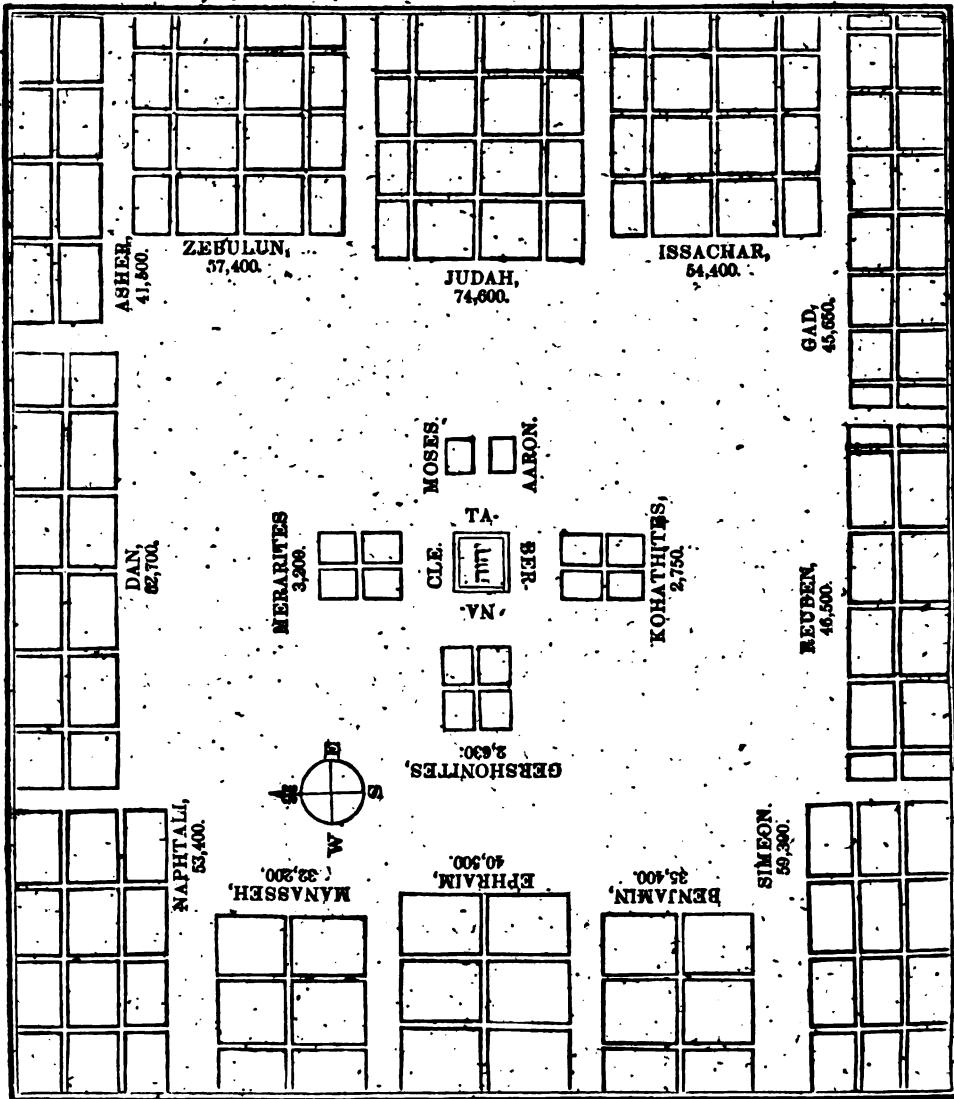 ZEBULUN,
57,400.
JUDAH,
74,600.
ISSACHAR,
54,400.
ASHER,
41,500.
GAD,
45,650.
MOSES.
AARON.
DAN,
62,700.
MERARITES
3,200.
TA-
BER-
NA-
CLE.
KOHATHITES,
2,750.
REUBEN,
46,500.
GERSHONITES,
2,630.
E
S
W
NAPHTALI,
53,400.
MANASSEH,
32,200.
EPHRAIM,
40,500.
BENJAMIN,
35,400.
SIMEON.
59,300.